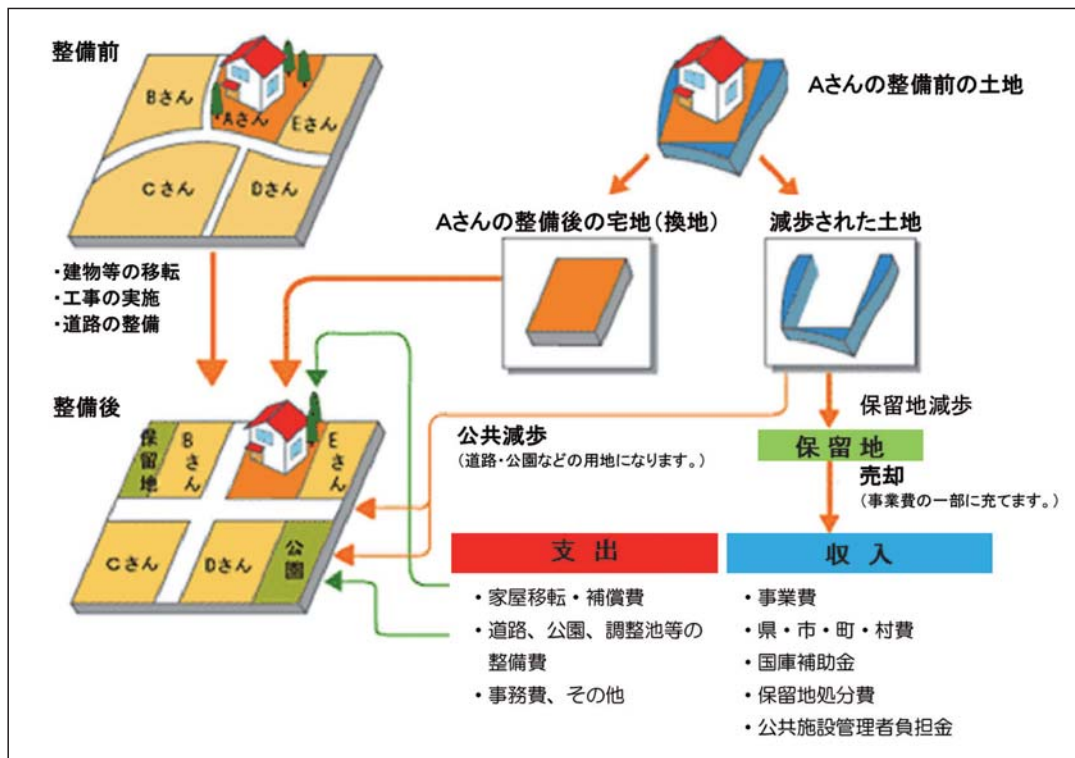 整備前
Bさん
Aさん
Eさん
Cさん
Dさん
Aさんの整備前の土地
Aさんの整備後の宅地(換地)
減歩された土地
・建物等の移転
・工事の実施
・道路の整備
整備後
保留地
Bさん
Eさん
Cさん
Dさん
公園
公共減歩
(道路・公園などの用地になります。)
保留地減歩
保留地
売却
(事業費の一部に充てます。)
支出
・家屋移転・補償費
・道路、公園、調整池等の
整備費
・事務費、その他
収入
・事業費
・県・市・町・村費
・国庫補助金
・保留地処分費
・公共施設管理者負担金